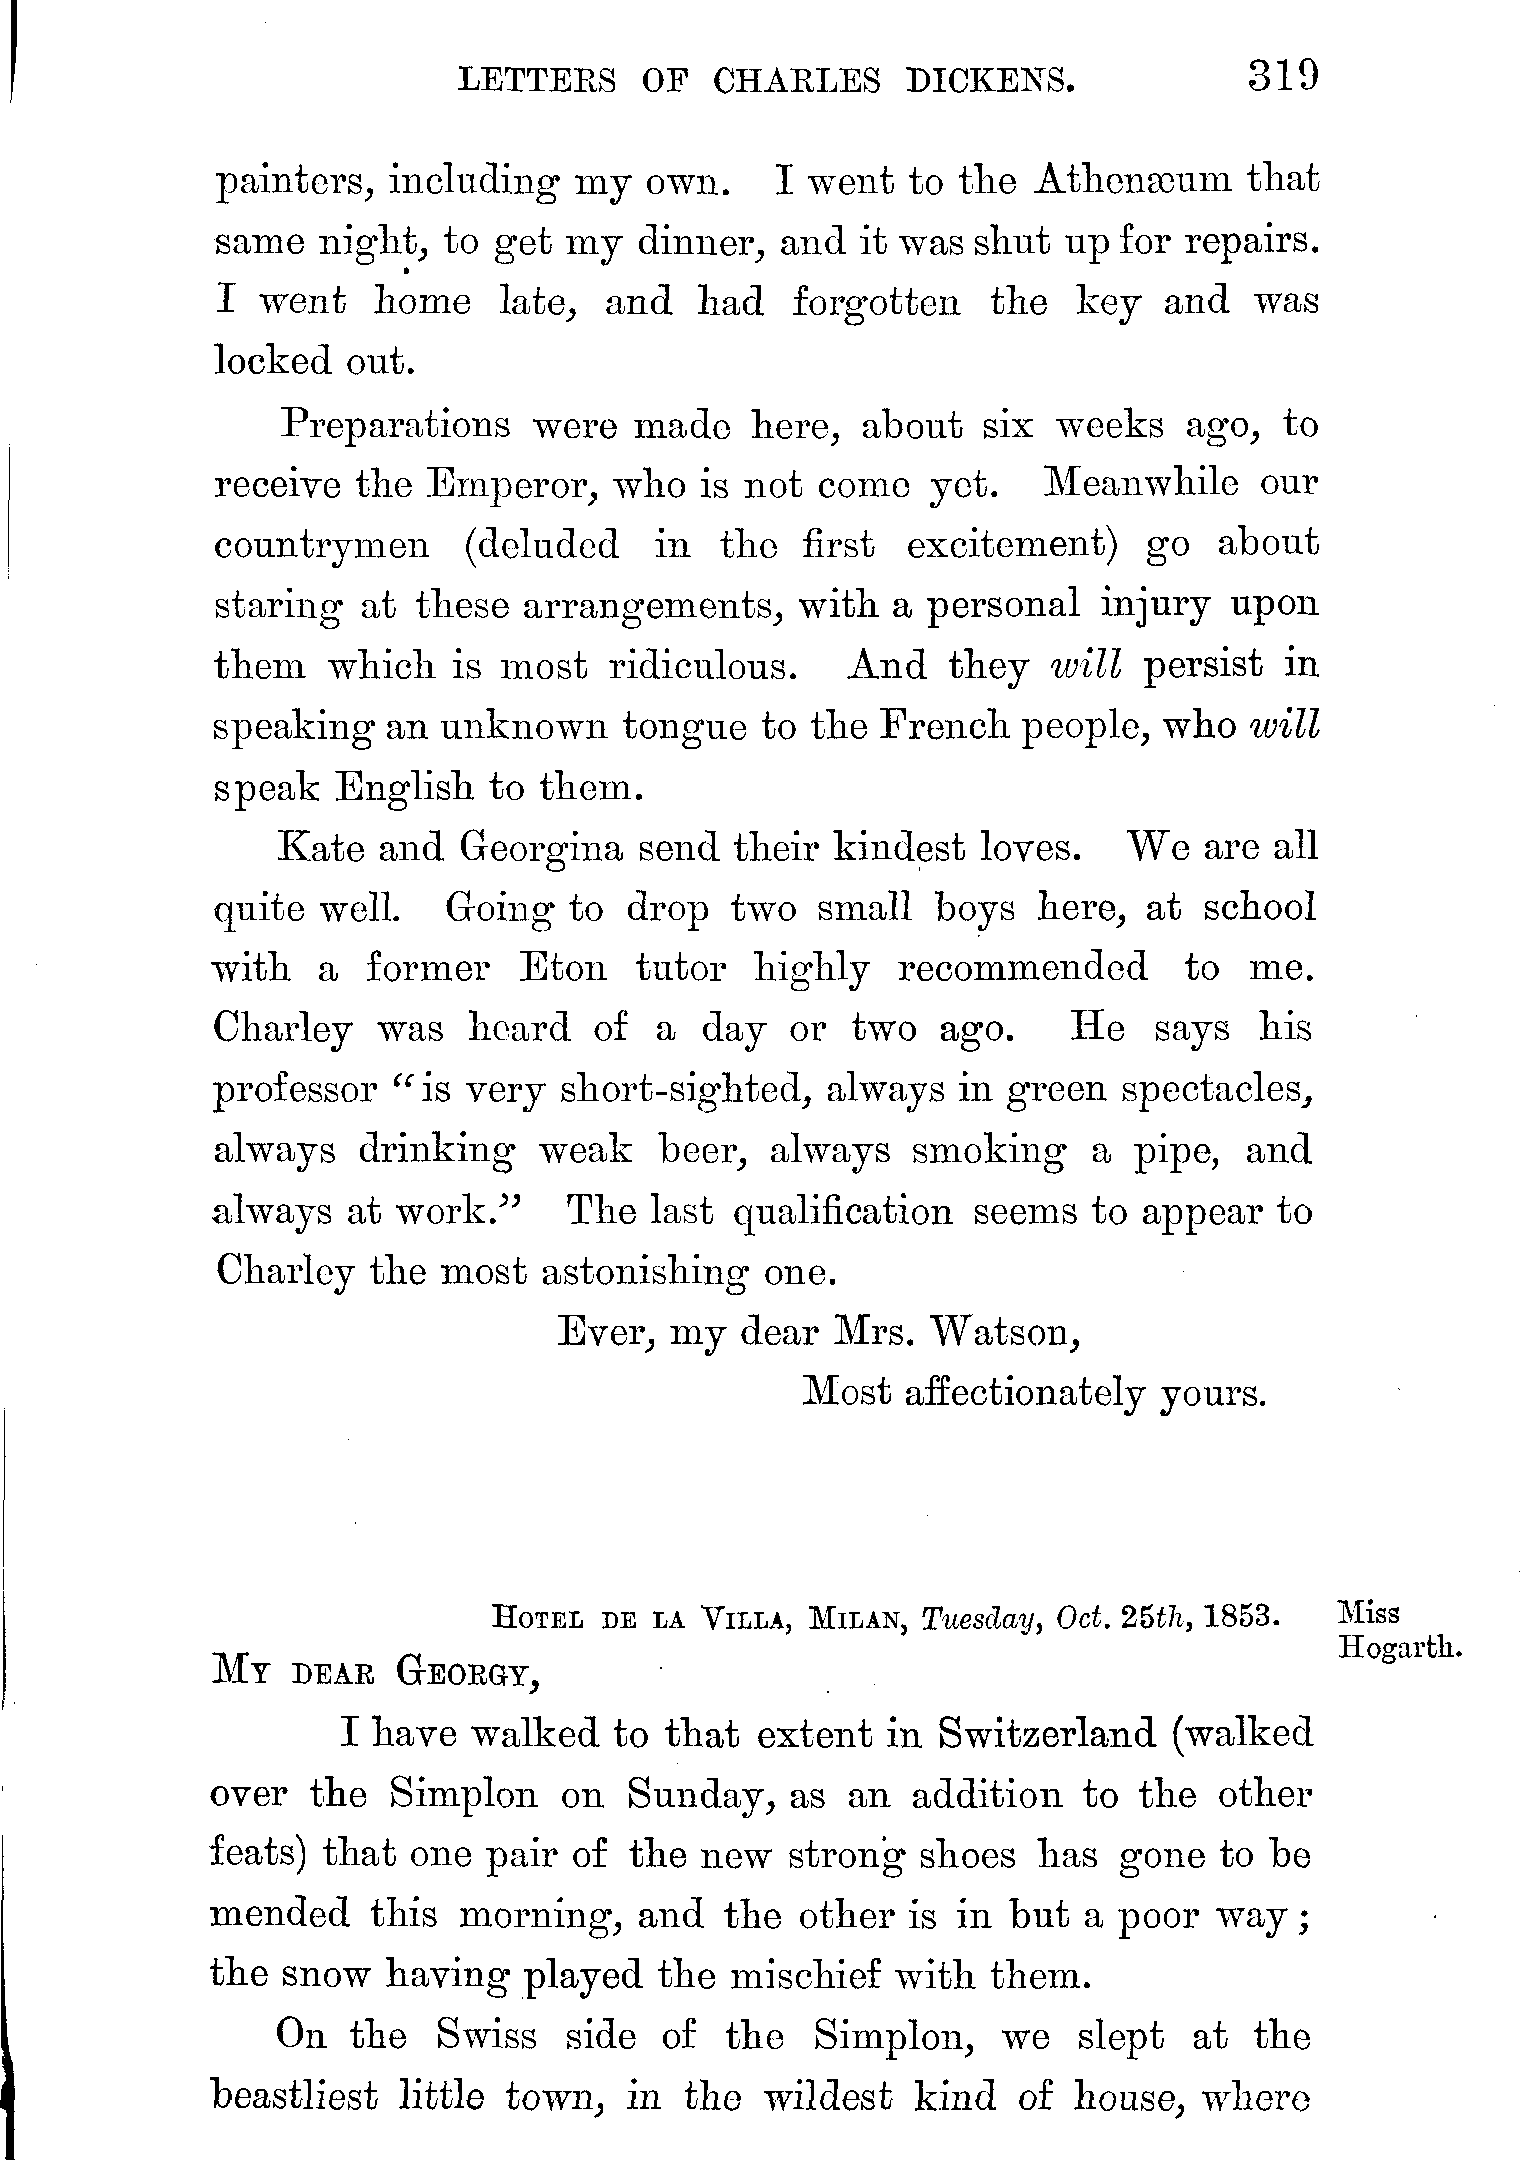 LETTERS OF CHARLES DICKENS. 319
painters, including my own. I went to the Athenæum that
same night, to get my dinner, and it was shut up for repairs.
I went home late, and had forgotten the key and was
locked out.
Preparations were made here, about six weeks ago, to
receive the Emperor, who is not come yet. Meanwhile our
countrymen (deluded in the first excitement) go about
staring at these arrangements, with a personal injury upon
them which is most ridiculous. And they will persist in
speaking an unknown tongue to the French people, who will
speak English to them.
Kate and Georgina send their kindest loves. We are all
quite well. Going to drop two small boys here, at school
with a former Eton tutor highly recommended to me.
Charley was heard of a day or two ago. He says his
professor “is very short-sighted, always in green spectacles,
always drinking weak beer, always smoking a pipe, and
always at work.” The last qualification seems to appear to
Charley the most astonishing one.
Ever, my dear Mrs. Watson,
Most affectionately yours.
HOTEL DE LA VILLA, MILAN, Tuesday, Oct. 25th, 1853.
Miss
Hogarth.
MY DEAR GEORGY,
I have walked to that extent in Switzerland (walked
over the Simplon on Sunday, as an addition to the other
feats) that one pair of the new strong shoes has gone to be
mended this morning, and the other is in but a poor way;
the snow having played the mischief with them.
On the Swiss side of the Simplon, we slept at the
beastliest little town, in the wildest kind of house, where